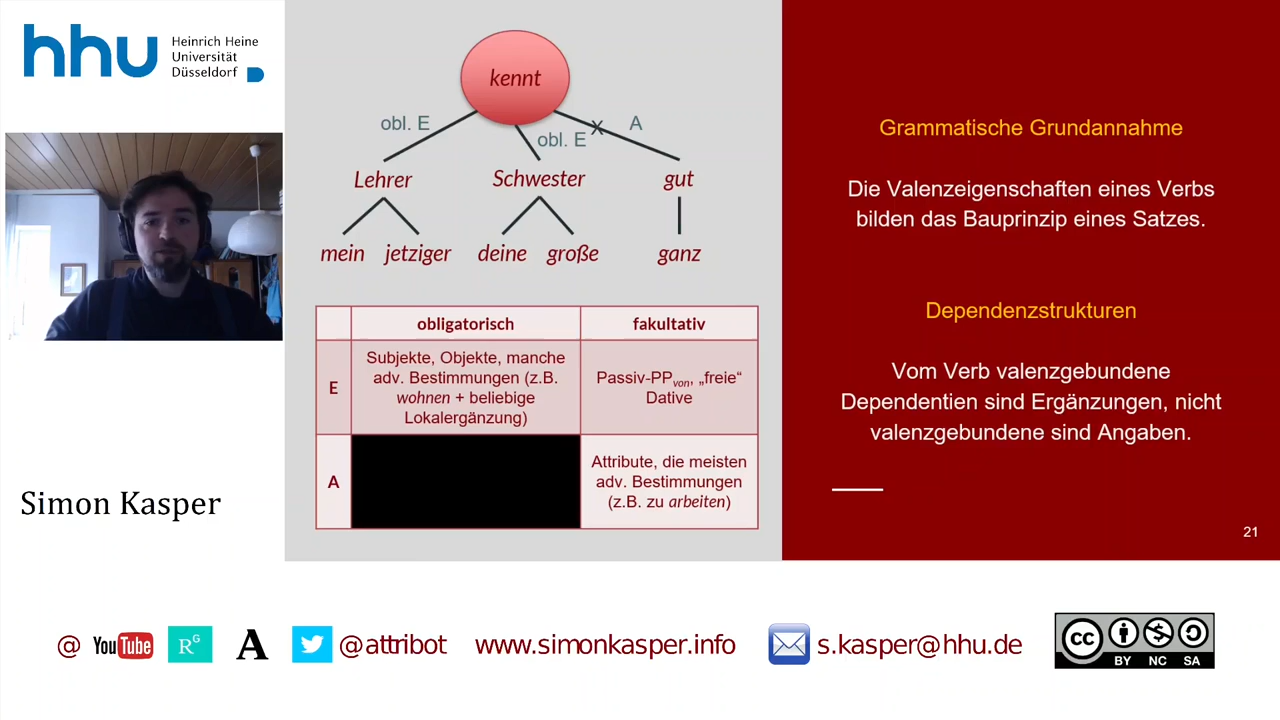 hhu
Heinrich Heine
Universität
Düsseldorf
Simon Kasper
kennt
obl. E
obl. E
x
A
Lehrer
Schwester
gut
mein
jetziger
deine
große
ganz
obligatorisch
fakultativ
E
Subjekte, Objekte, manche
adv. Bestimmungen (z.B.
wohnen + beliebige
Lokalergänzung)
Passiv-PPvon, „freie“
Dative
A
Attribute, die meisten
adv. Bestimmungen
(z.B. zu arbeiten)
Grammatische Grundannahme
Die Valenzeigenschaften eines Verbs
bilden das Bauprinzip eines Satzes.
Dependenzstrukturen
Vom Verb valenzgebundene
Dependentien sind Ergänzungen, nicht
valenzgebundene sind Angaben.
21
@ YouTube RG A @attribot www.simonkasper.info s.kasper@hhu.de
cc
BY NC SA